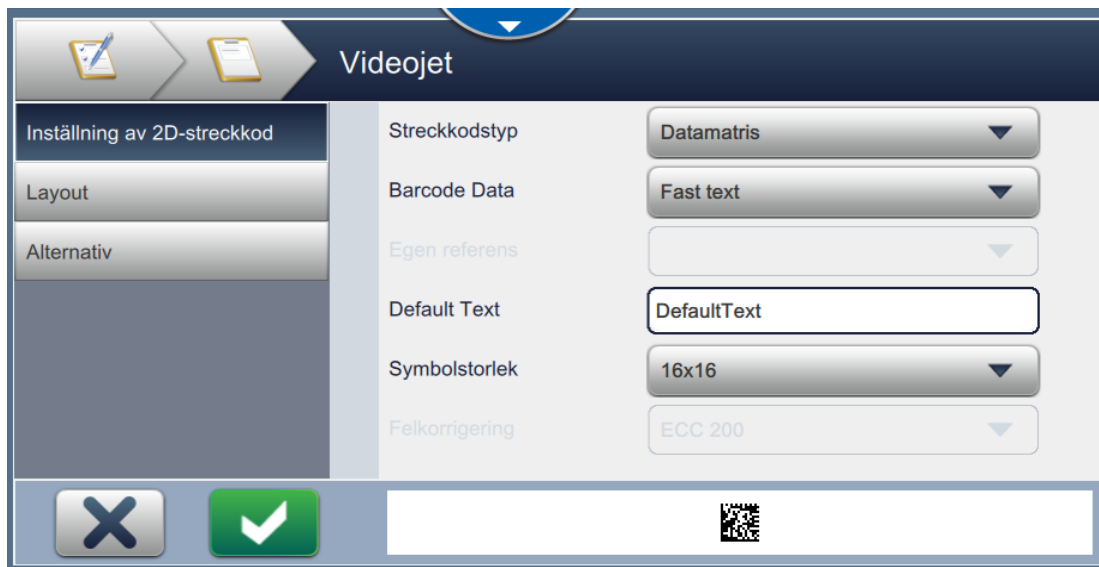 Videojet
Inställning av 2D-streckkod
Layout
Alternativ
Streckkodstyp
Datamatris
Barcode Data
Fast text
Egen referens
Default Text
DefaultText
Symbolstorlek
16x16
Felkorrigering
ECC 200